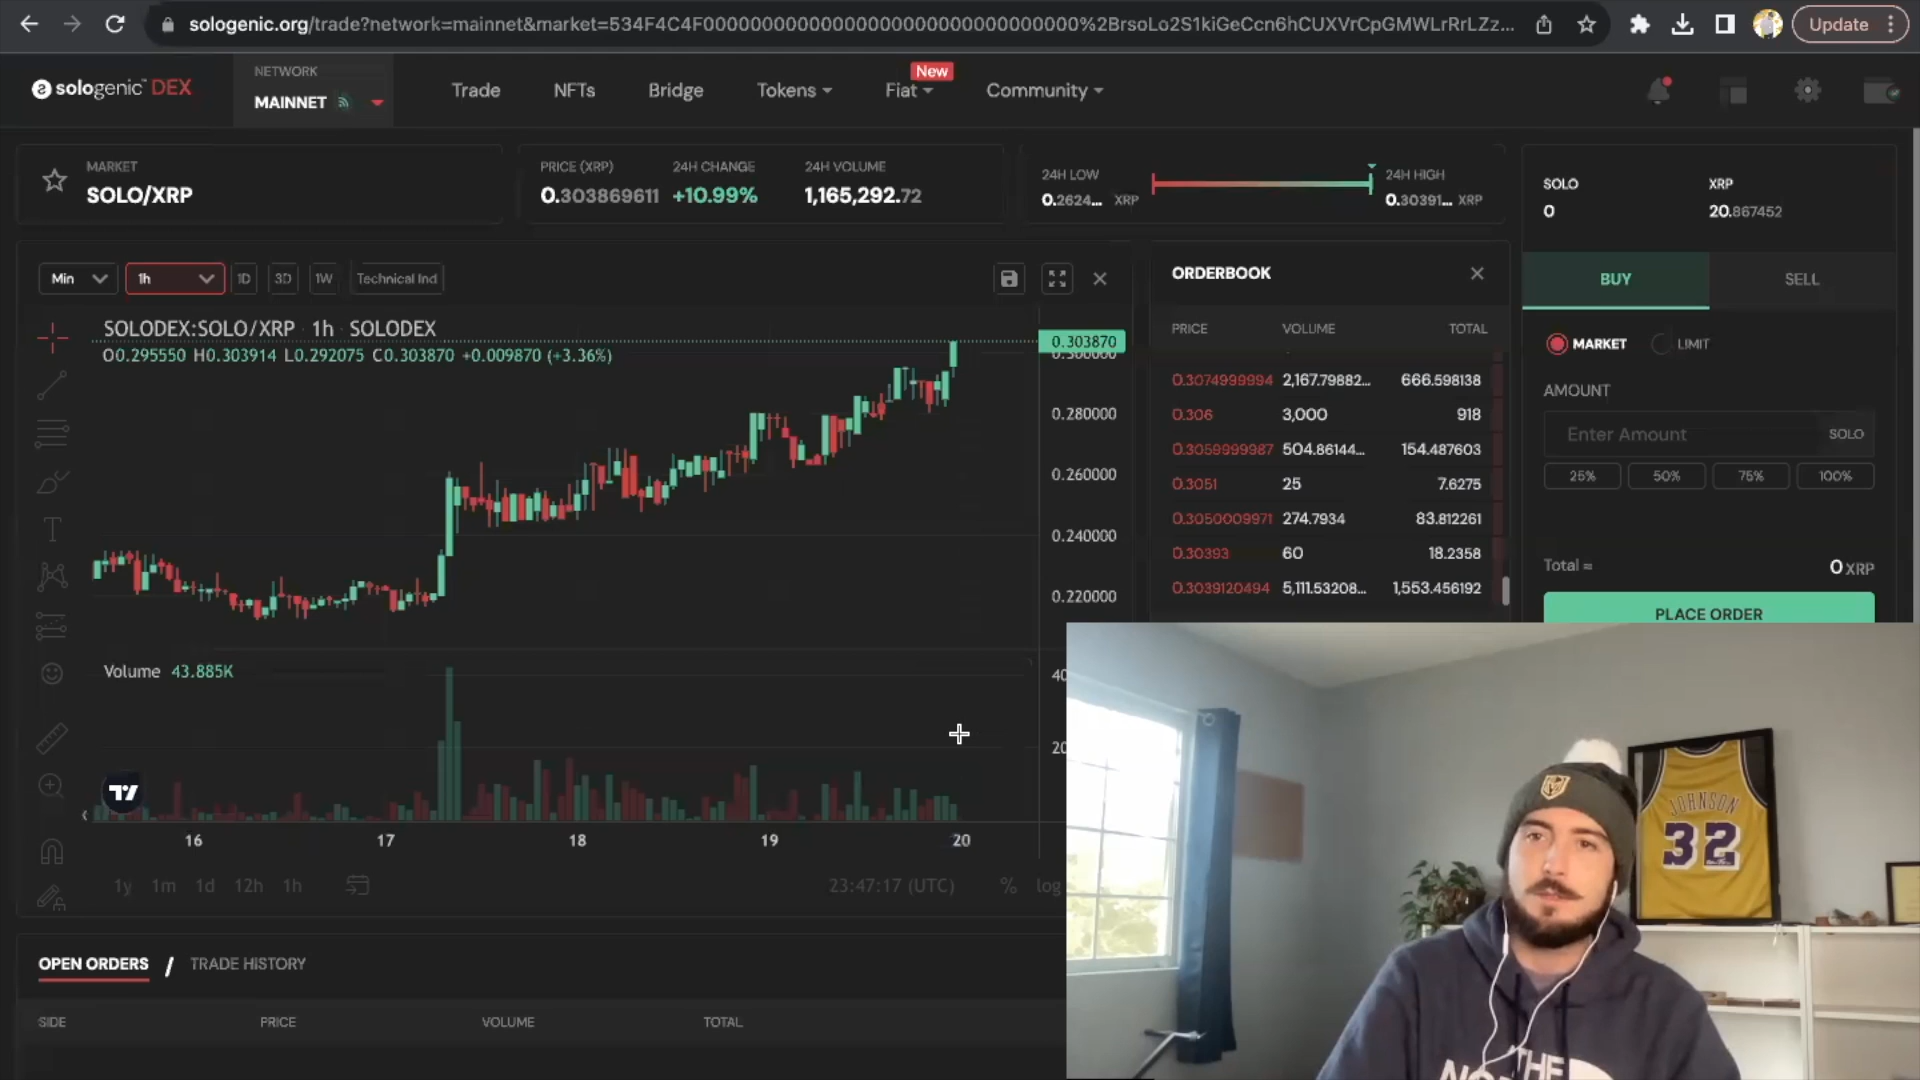 sologenic.org/trade?network=mainnet&market=534F4C4F00000000000000000000000000000000%2BrsoLo2S1kiGeCcn6hCUXVrCpGMWLrRrLZz...
Update
sologenic™ DEX
NETWORK
MAINNET
Trade
NFTs
Bridge
Tokens
New
Fiat
Community
MARKET
SOLO/XRP
PRICE (XRP)
0.303869611
24H CHANGE
+10.99%
24H VOLUME
1,165,292.72
24H LOW
0.2624... XRP
24H HIGH
0.30391... XRP
SOLO
0
XRP
20.867452
Min
1h
1D
3D
1W
Technical Ind
SOLODEX:SOLO/XRP · 1h · SOLODEX
O0.295550 H0.303914 L0.292075 C0.303870 +0.009870 (+3.36%)
0.303870
0.300000
0.280000
0.260000
0.240000
0.220000
Volume 43.885K
40
20
16
17
18
19
20
1y
1m
1d
12h
1h
23:47:17 (UTC)
%
log
ORDERBOOK
PRICE VOLUME TOTAL
0.3074999994 2,167.79882... 666.598138
0.306 3,000 918
0.3059999987 504.86144... 154.487603
0.3051 25 7.6275
0.3050009971 274.7934 83.812261
0.30393 60 18.2358
0.3039120494 5,111.53208... 1,553.456192
BUY
SELL
MARKET
LIMIT
AMOUNT
Enter Amount
SOLO
25%
50%
75%
100%
Total ≈
0 XRP
PLACE ORDER
OPEN ORDERS / TRADE HISTORY
SIDE PRICE VOLUME TOTAL
JOHNSON
32
THE